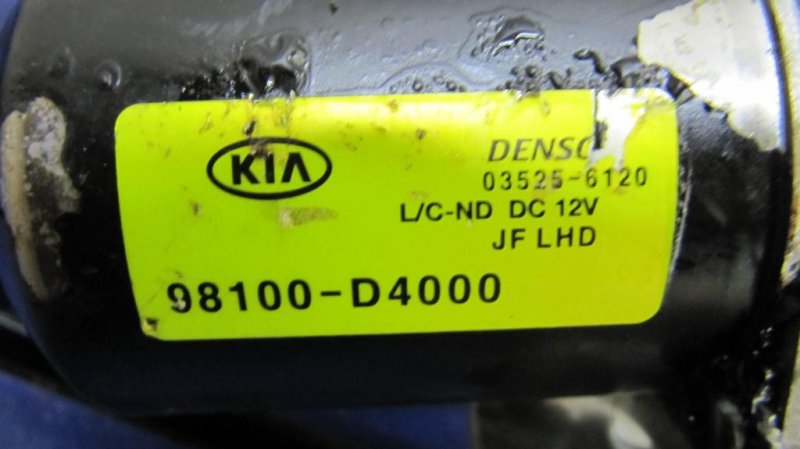 KIA
DENSO
03525-6120
L/C-ND DC 12V
JF LHD
98100-D4000